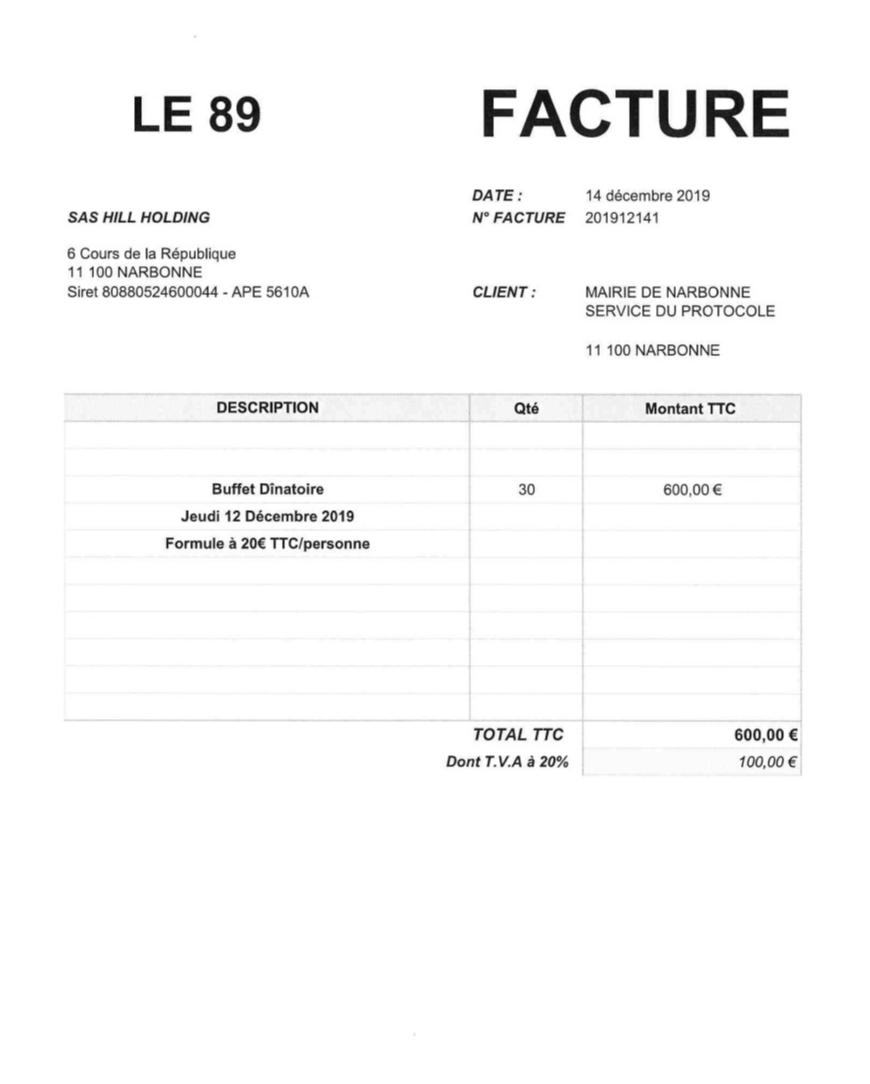 LE 89
FACTURE
DATE : 14 décembre 2019
SAS HILL HOLDING
N° FACTURE 201912141
6 Cours de la République
11 100 NARBONNE
Siret 80880524600044 - APE 5610A
CLIENT : MAIRIE DE NARBONNE
SERVICE DU PROTOCOLE
11 100 NARBONNE
DESCRIPTION Qté Montant TTC
Buffet Dînatoire 30 600,00 €
Jeudi 12 Décembre 2019
Formule à 20€ TTC/personne
TOTAL TTC 600,00 €
Dont T.V.A à 20% 100,00 €